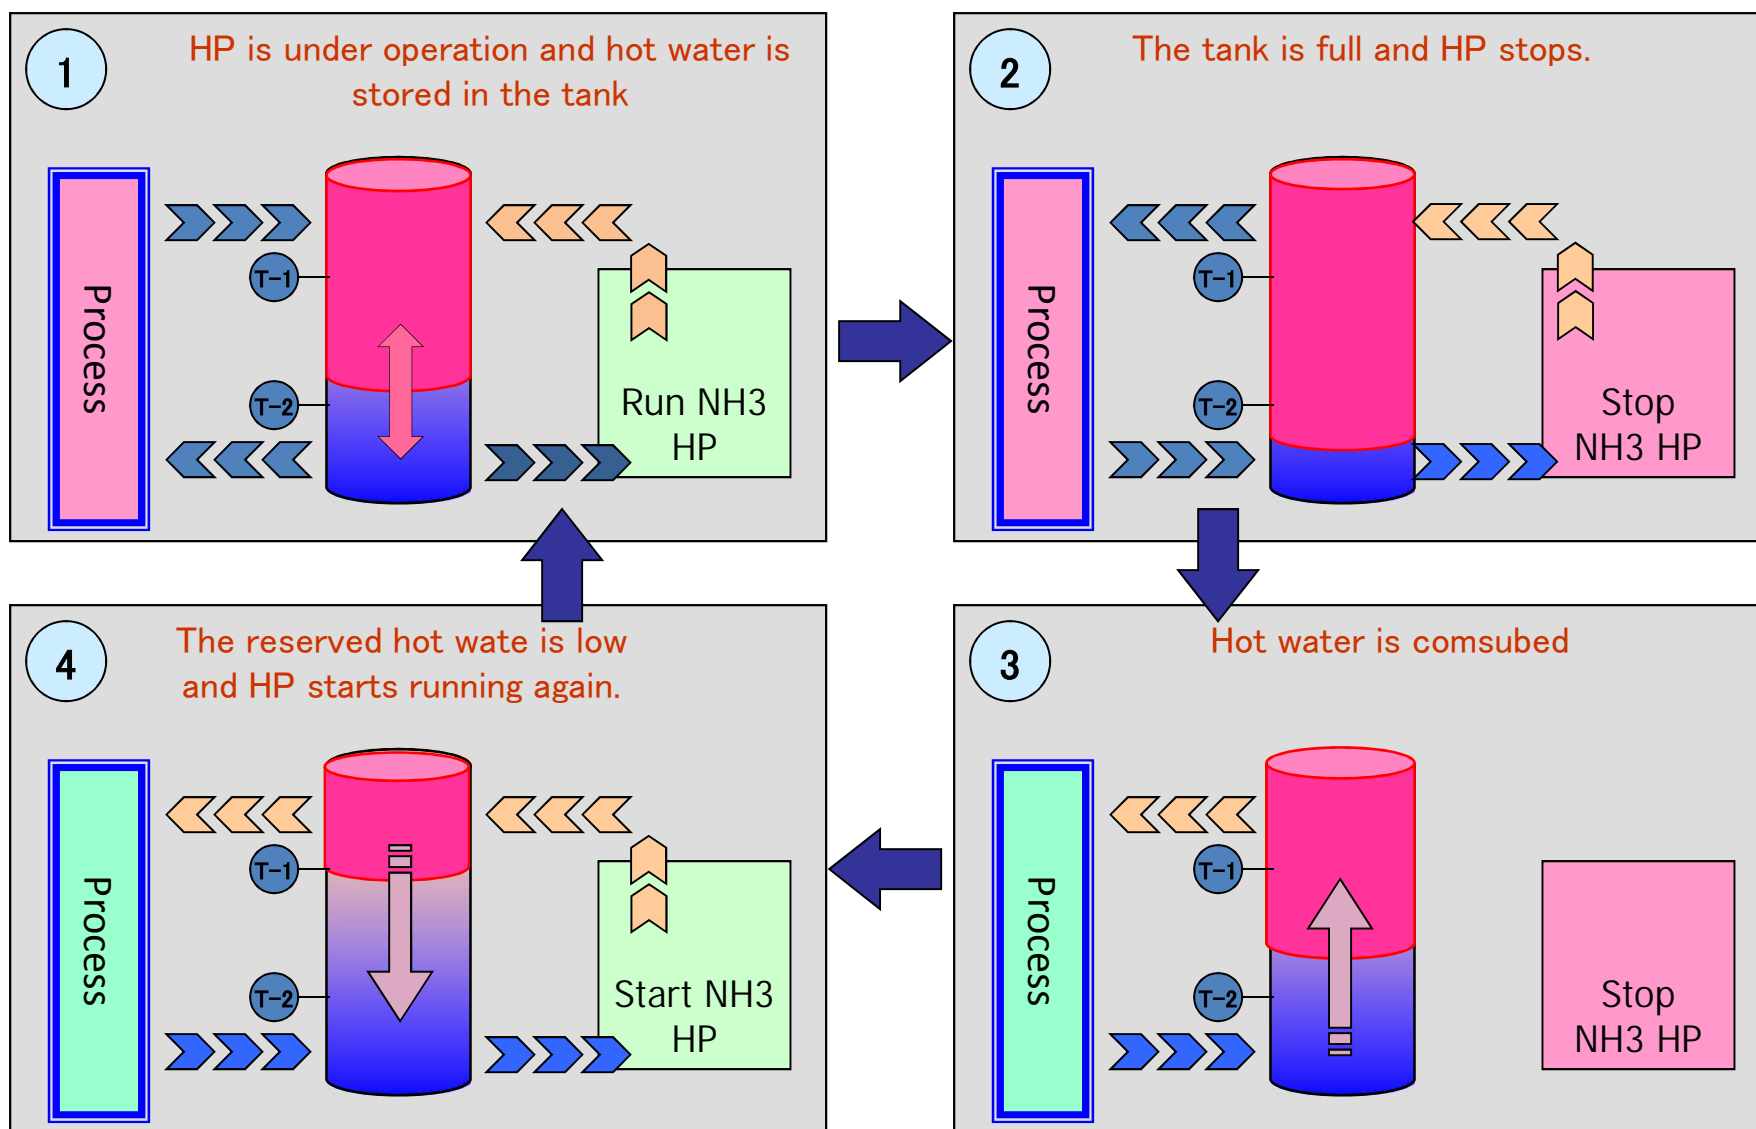 1
HP is under operation and hot water is
stored in the tank
Process
T-1
T-2
Run NH3
HP
2
The tank is full and HP stops.
Process
T-1
T-2
Stop
NH3 HP
4
The reserved hot wate is low
and HP starts running again.
Process
T-1
T-2
Start NH3
HP
3
Hot water is comsubed
Process
T-1
T-2
Stop
NH3 HP